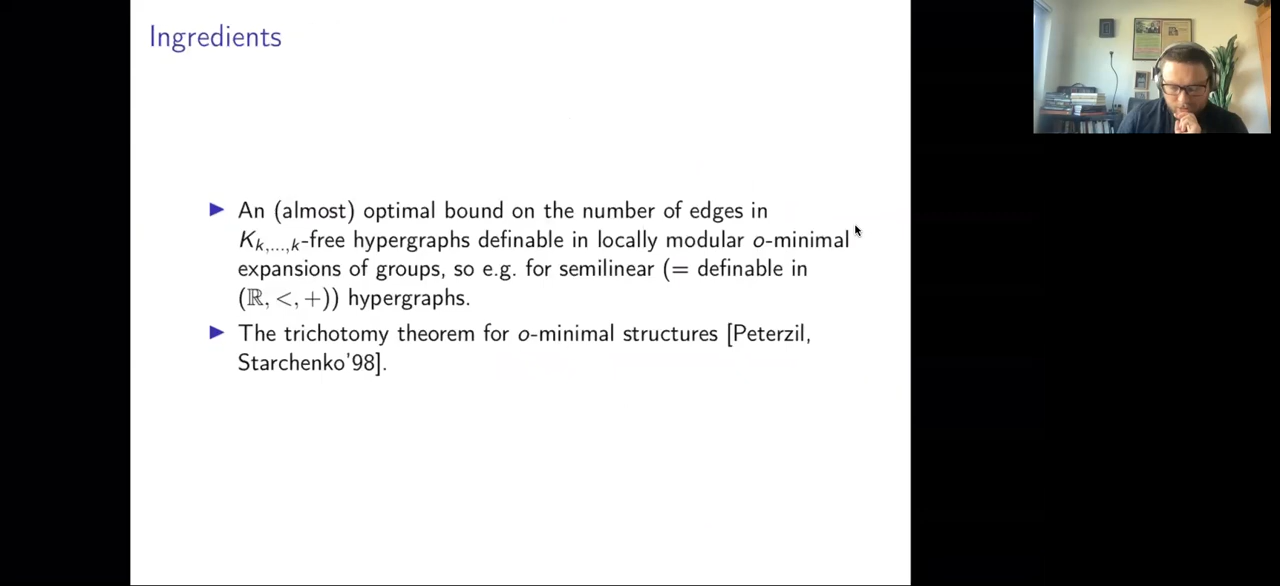 Ingredients
▶ An (almost) optimal bound on the number of edges in
K_{k,...,k}-free hypergraphs definable in locally modular o-minimal
expansions of groups, so e.g. for semilinear (= definable in
(ℝ, <, +)) hypergraphs.
▶ The trichotomy theorem for o-minimal structures [Peterzil,
Starchenko'98].